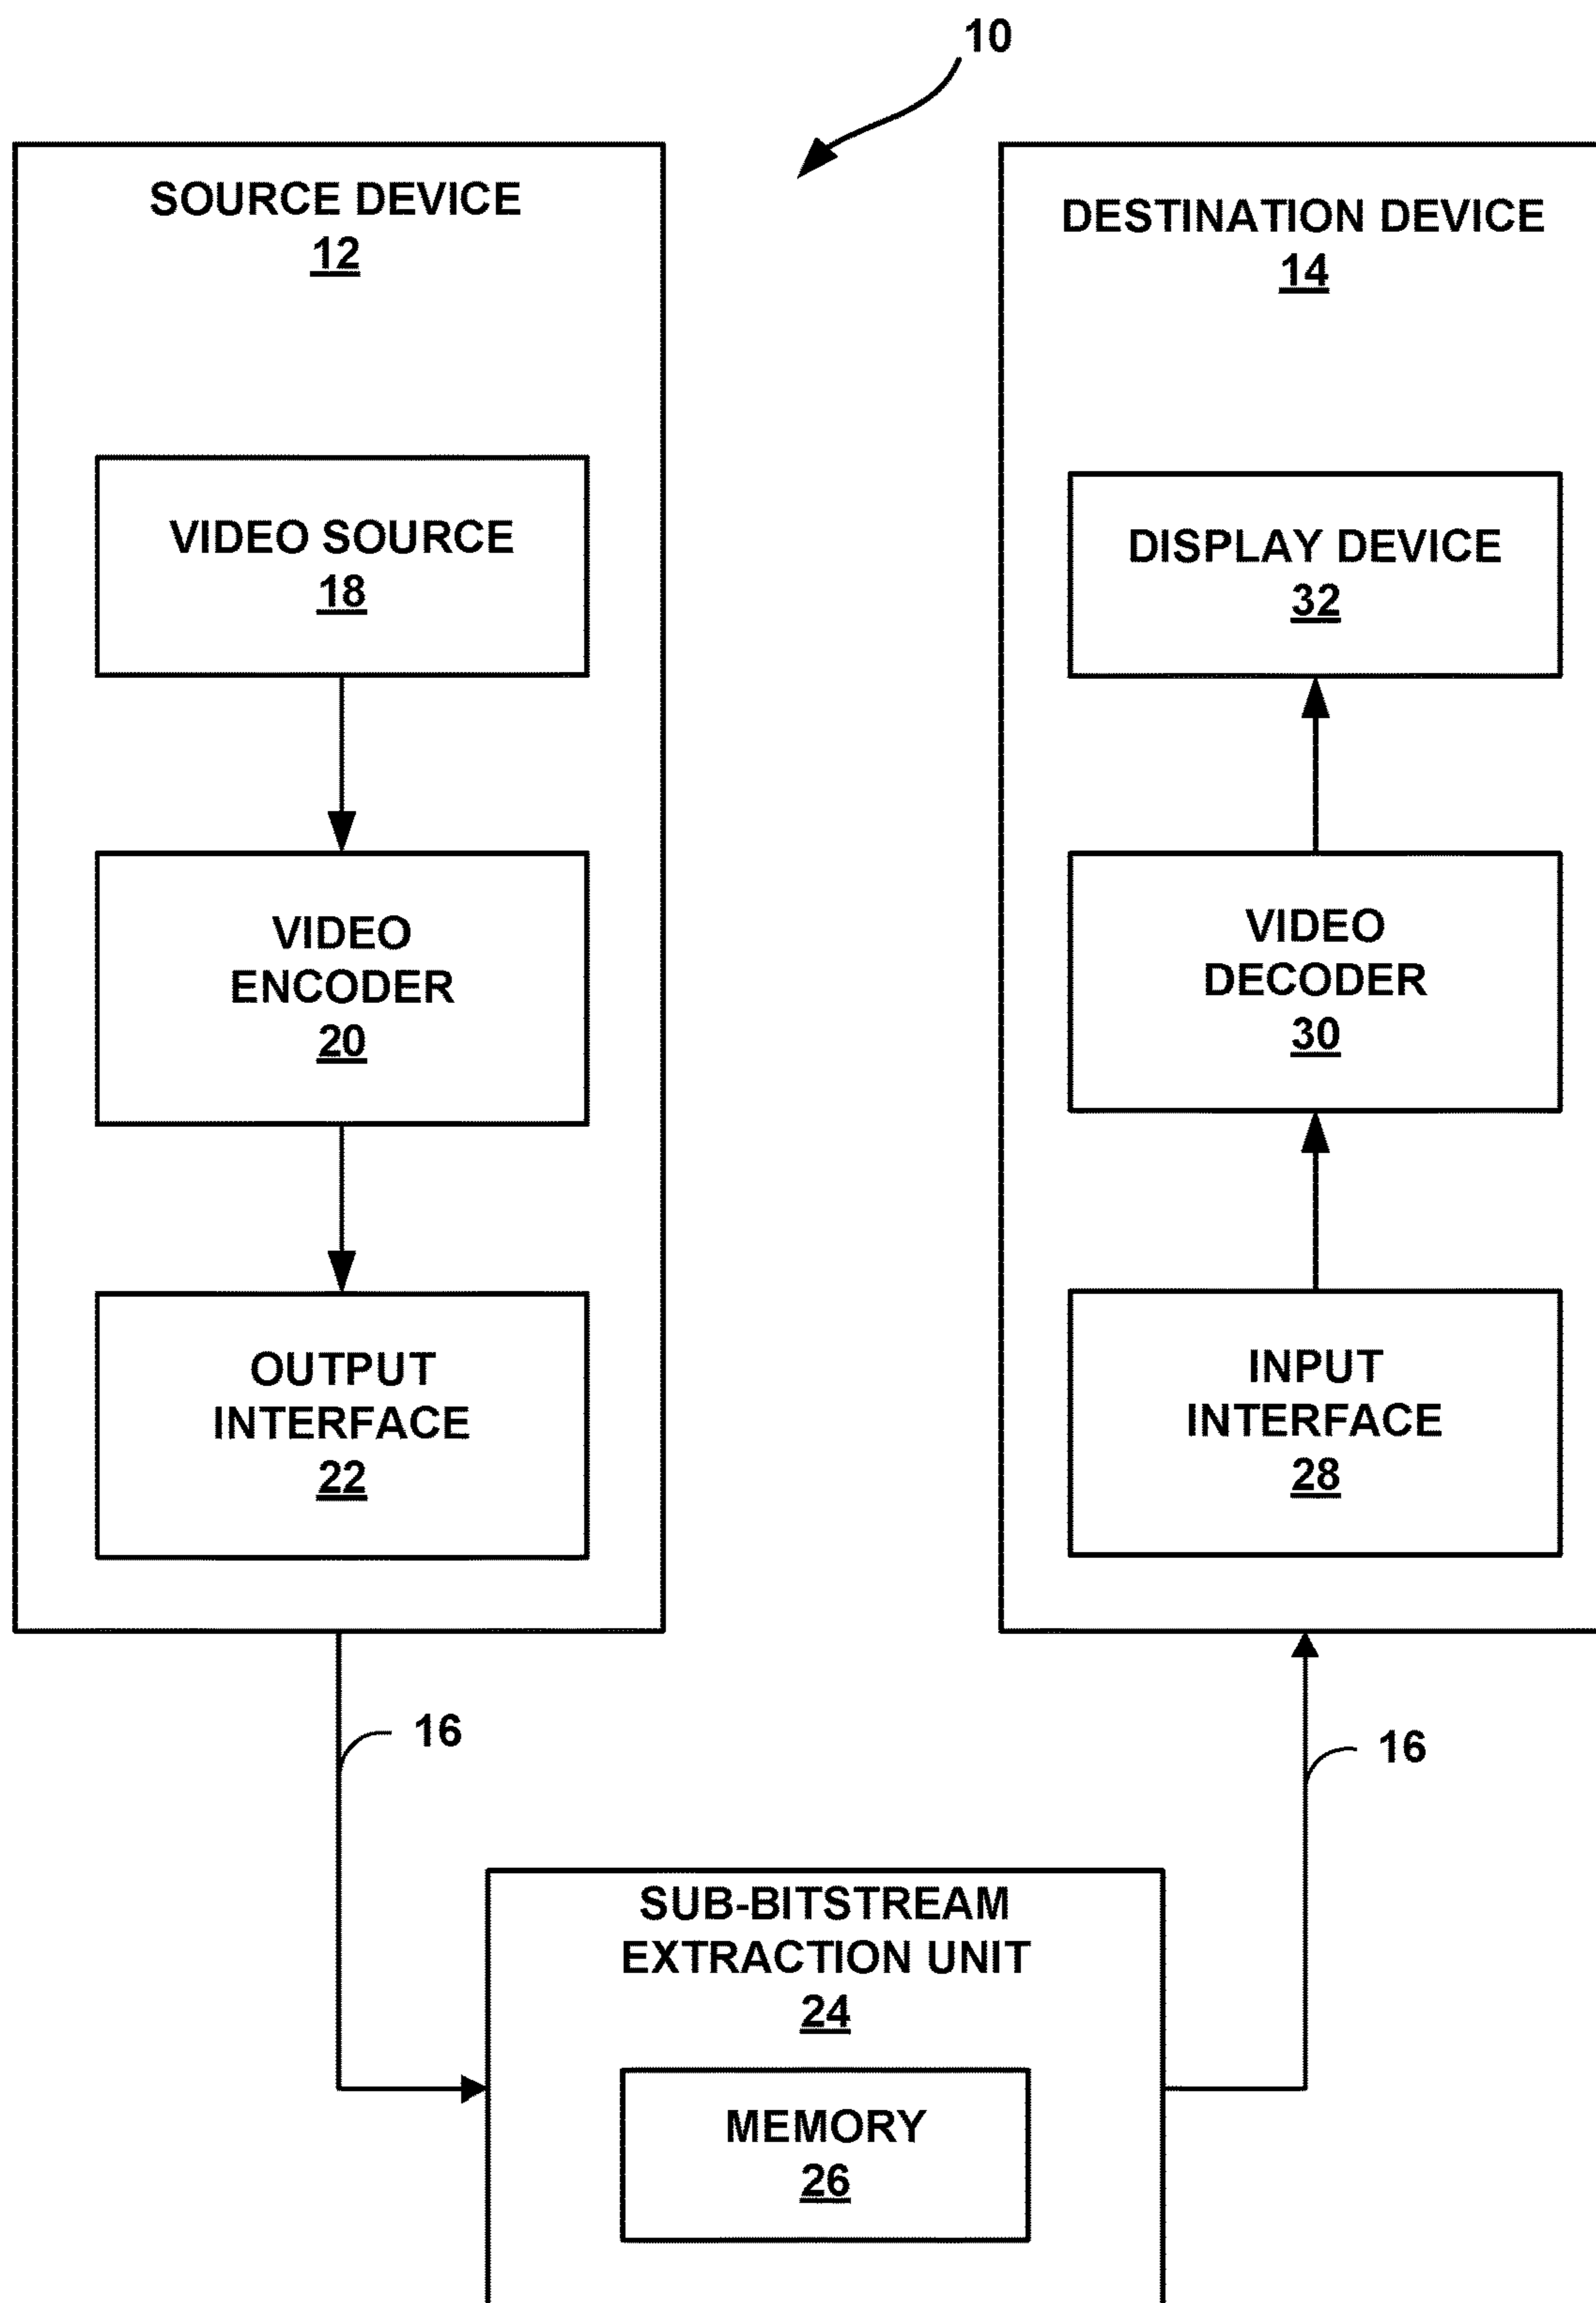 10
SOURCE DEVICE
12
VIDEO SOURCE
18
VIDEO
ENCODER
20
OUTPUT
INTERFACE
22
DESTINATION DEVICE
14
DISPLAY DEVICE
32
VIDEO
DECODER
30
INPUT
INTERFACE
28
16
16
SUB-BITSTREAM
EXTRACTION UNIT
24
MEMORY
26